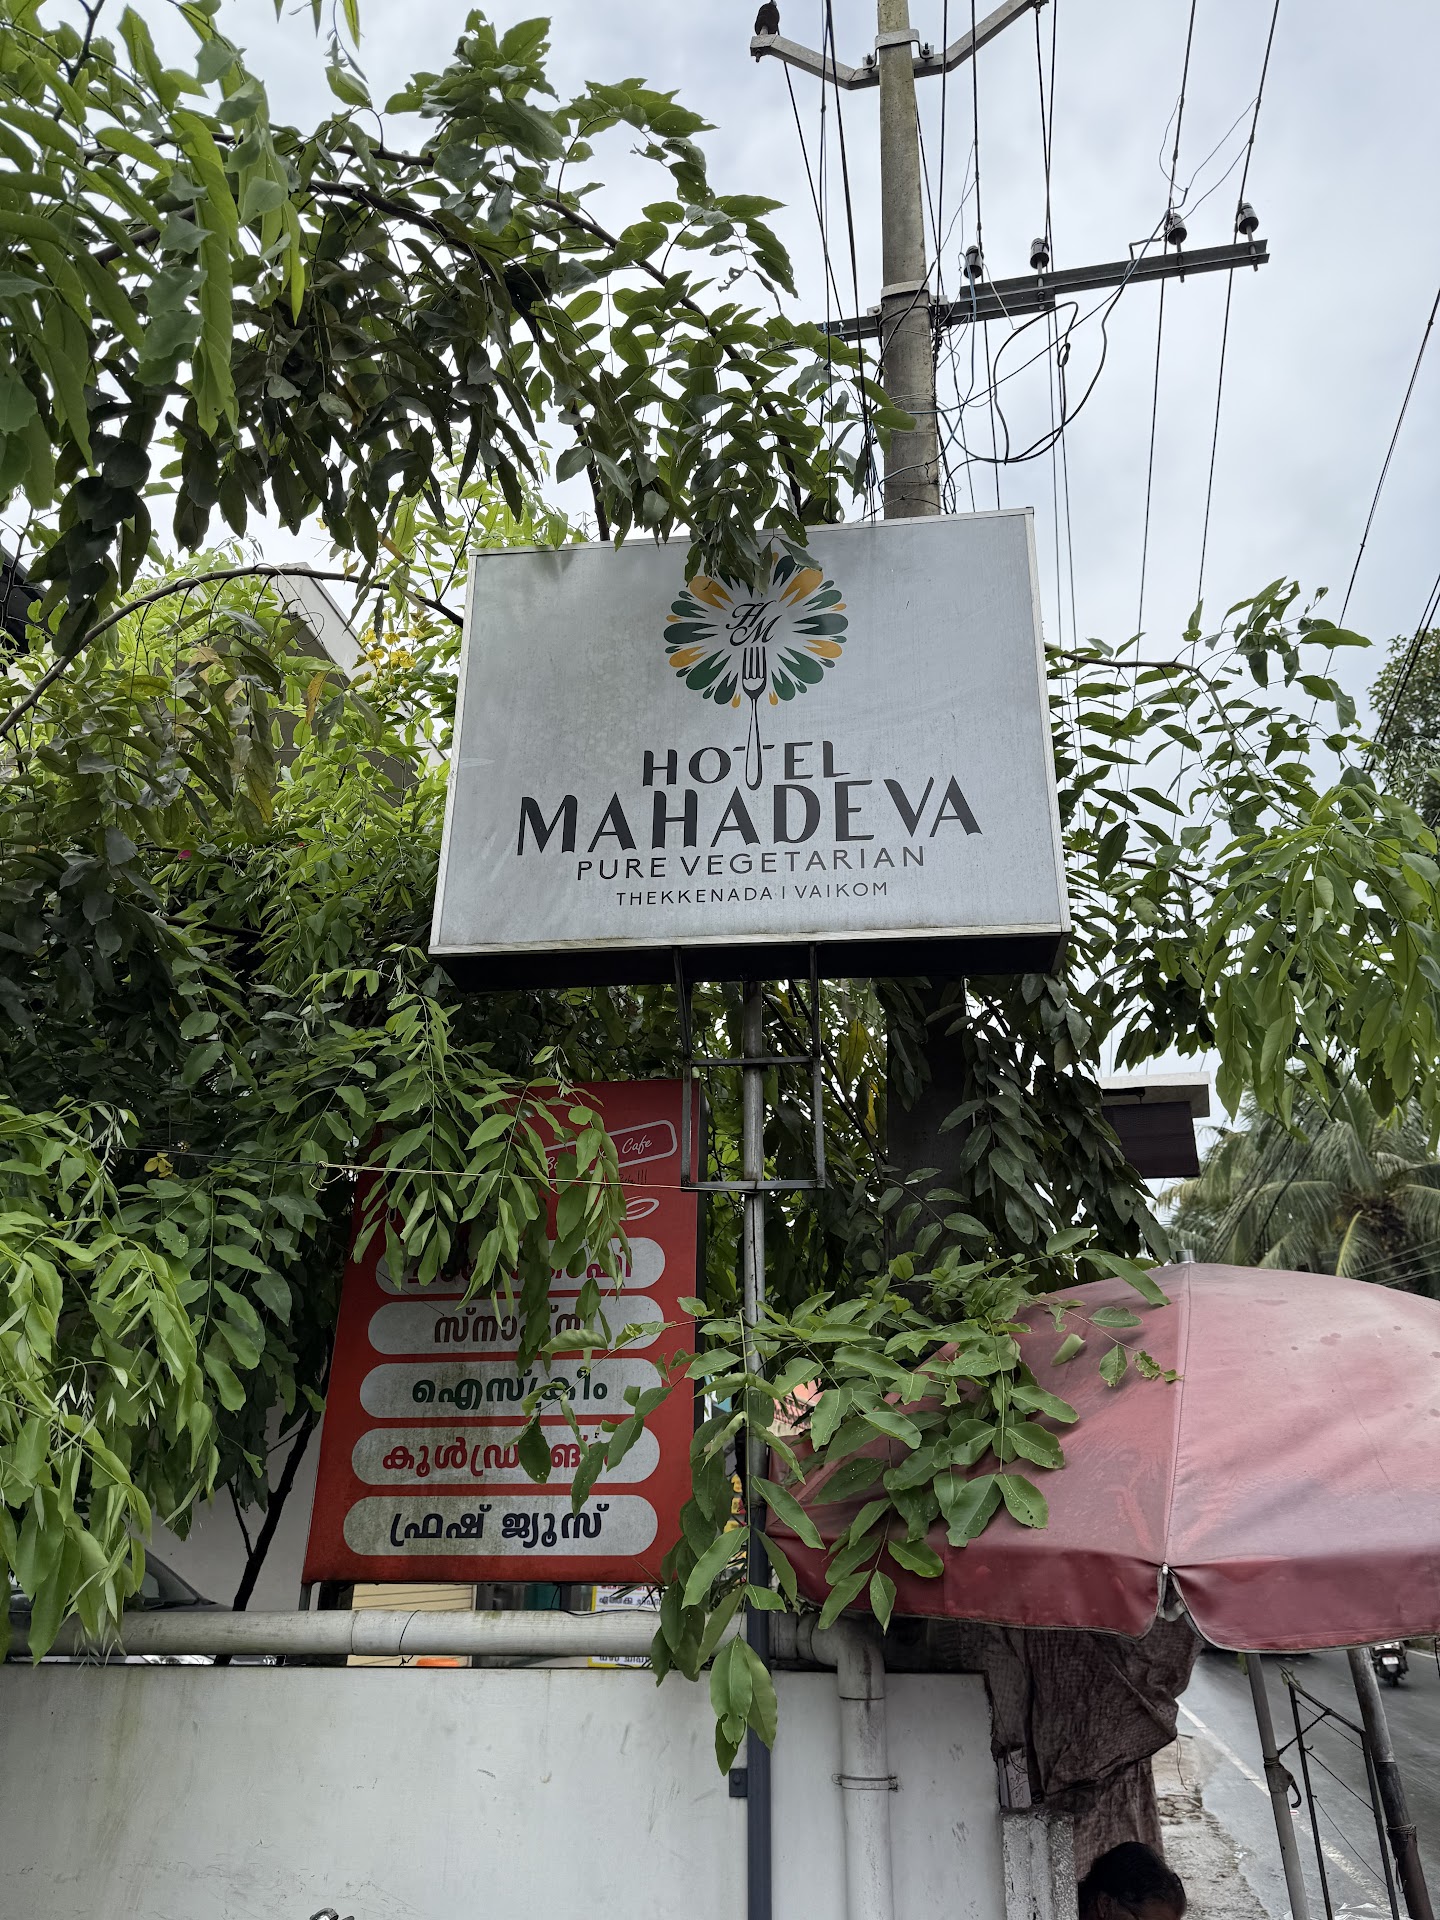 HM
HOTEL
MAHADEVA
PURE VEGETARIAN
THEKKENADA | VAIKOM
Cafe
ഐസ്ക്രീം
ഫ്രഷ് ജ്യൂസ്